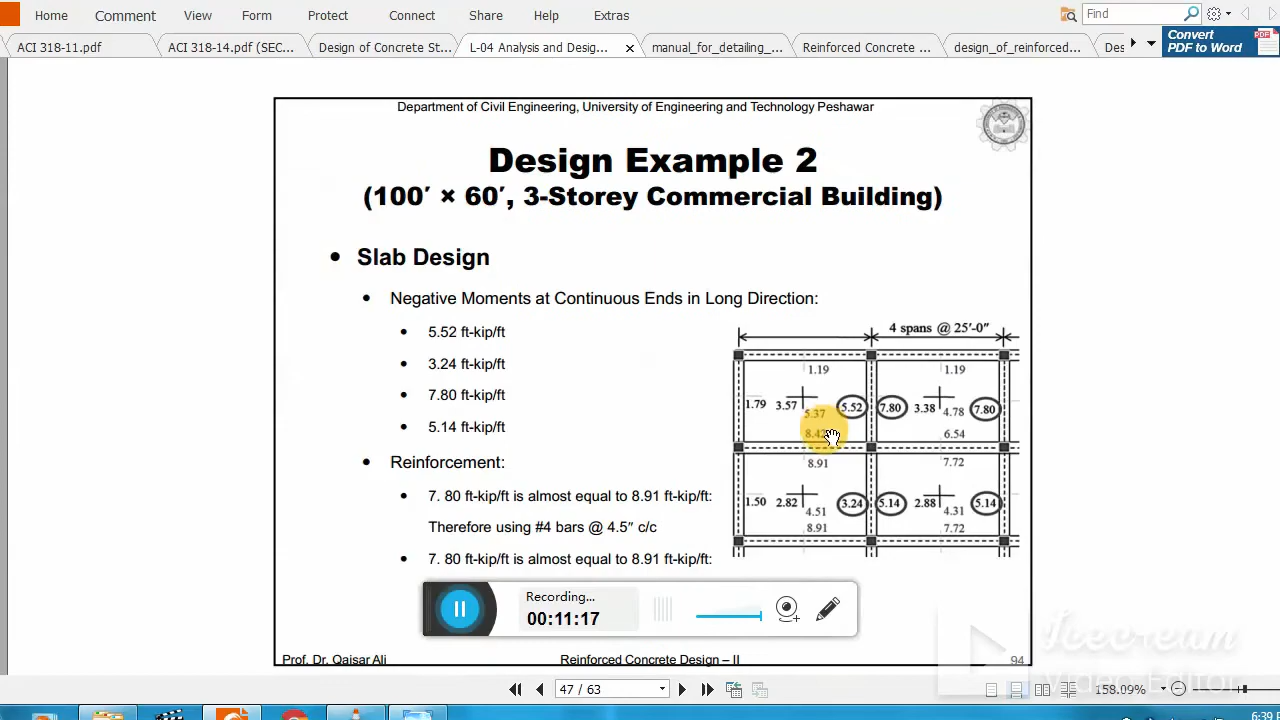 Home Comment View Form Protect Connect Share Help Extras Find
ACI 318-11.pdf ACI 318-14.pdf (SEC... Design of Concrete St... L-04 Analysis and Desig... manual_for_detailing_... Reinforced Concrete ... design_of_reinforced... Des
Convert
PDF to Word
PDF
Department of Civil Engineering, University of Engineering and Technology Peshawar
Design Example 2
(100′ × 60′, 3-Storey Commercial Building)
• Slab Design
• Negative Moments at Continuous Ends in Long Direction:
• 5.52 ft-kip/ft
• 3.24 ft-kip/ft
• 7.80 ft-kip/ft
• 5.14 ft-kip/ft
• Reinforcement:
• 7. 80 ft-kip/ft is almost equal to 8.91 ft-kip/ft:
Therefore using #4 bars @ 4.5″ c/c
• 7. 80 ft-kip/ft is almost equal to 8.91 ft-kip/ft:
4 spans @ 25′-0″
1.19 1.19
1.79 3.57 5.37 5.52 7.80 3.38 4.78 7.80
6.54
8.91 7.72
1.50 2.82 4.51 3.24 5.14 2.88 4.31 5.14
8.91 7.72
Recording...
00:11:17
Prof. Dr. Qaisar Ali Reinforced Concrete Design – II 94
Icecream
Video Editor
47 / 63
158.09%